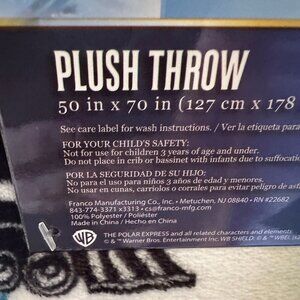 PLUSH THROW
50 in x 70 in (127 cm x 178
See care label for wash instructions. / Ver la etiqueta para
FOR YOUR CHILD'S SAFETY:
Not for use for children 3 years of age and under.
Do not place in crib or bassinet with infants due to suffocatio
POR LA SEGURIDAD DE SU HIJO:
No para el uso para niños 3 años de edad y menores.
No usar en cunas, carriolas o corrales para evitar peligro de asfi
Franco Manufacturing Co., Inc. • Metuchen, NJ 08840 • RN #22682
843-774-3371 x3313 • cs@franco-mfg.com
100% Polyester / Poliéster
Made in China / Hecho en China
WB
THE POLAR EXPRESS and all related characters and elements
© & ™ Warner Bros. Entertainment Inc. WB SHIELD: © & ™ WBEI.